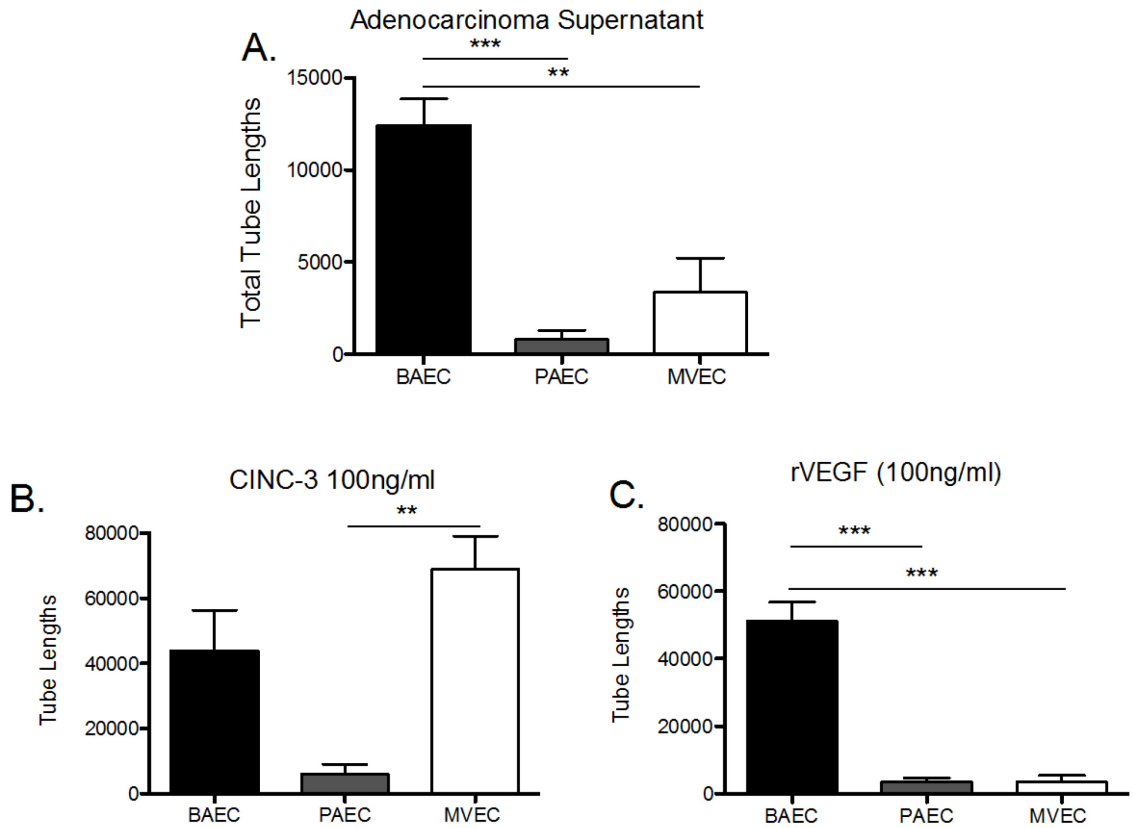 A.
Adenocarcinoma Supernatant
***
**
Total Tube Lengths
15000
10000
5000
0
BAEC PAEC MVEC
B.
CINC-3 100ng/ml
**
Tube Lengths
80000
60000
40000
20000
0
BAEC PAEC MVEC
C.
rVEGF (100ng/ml)
***
***
Tube Lengths
80000
60000
40000
20000
0
BAEC PAEC MVEC